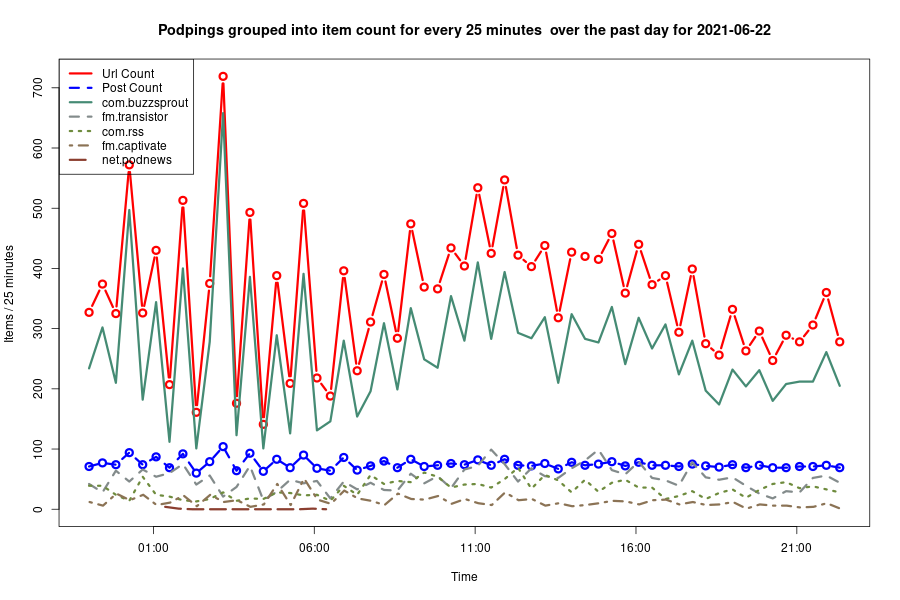 Podpings grouped into item count for every 25 minutes  over the past day for 2021-06-22
Url Count
Post Count
com.buzzsprout
fm.transistor
com.rss
fm.captivate
net.podnews
Items / 25 minutes
700
600
500
400
300
200
100
0
01:00
06:00
11:00
16:00
21:00
Time